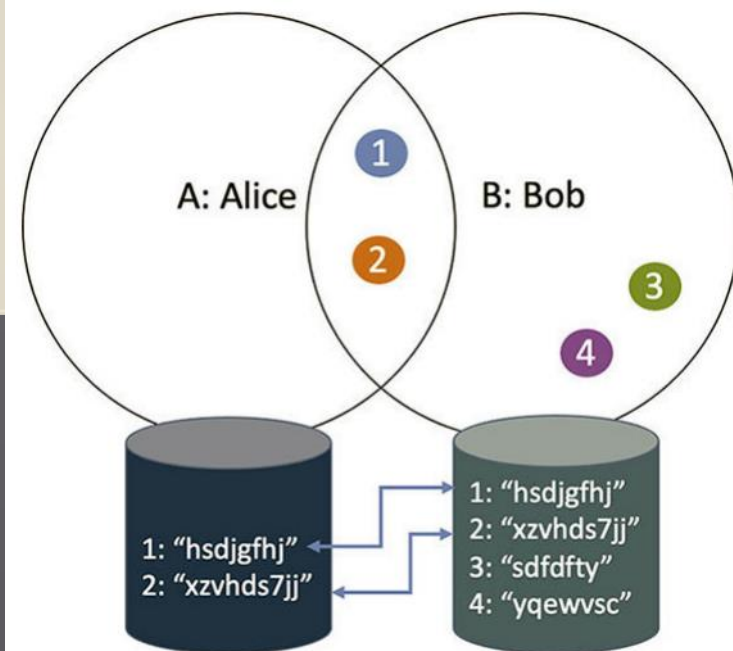 1
A: Alice
B: Bob
2
3
4
1: “hsdjgfhj”
2: “xzvhds7jj”
1: “hsdjgfhj”
2: “xzvhds7jj”
3: “sdfdfty”
4: “yqewvsc”